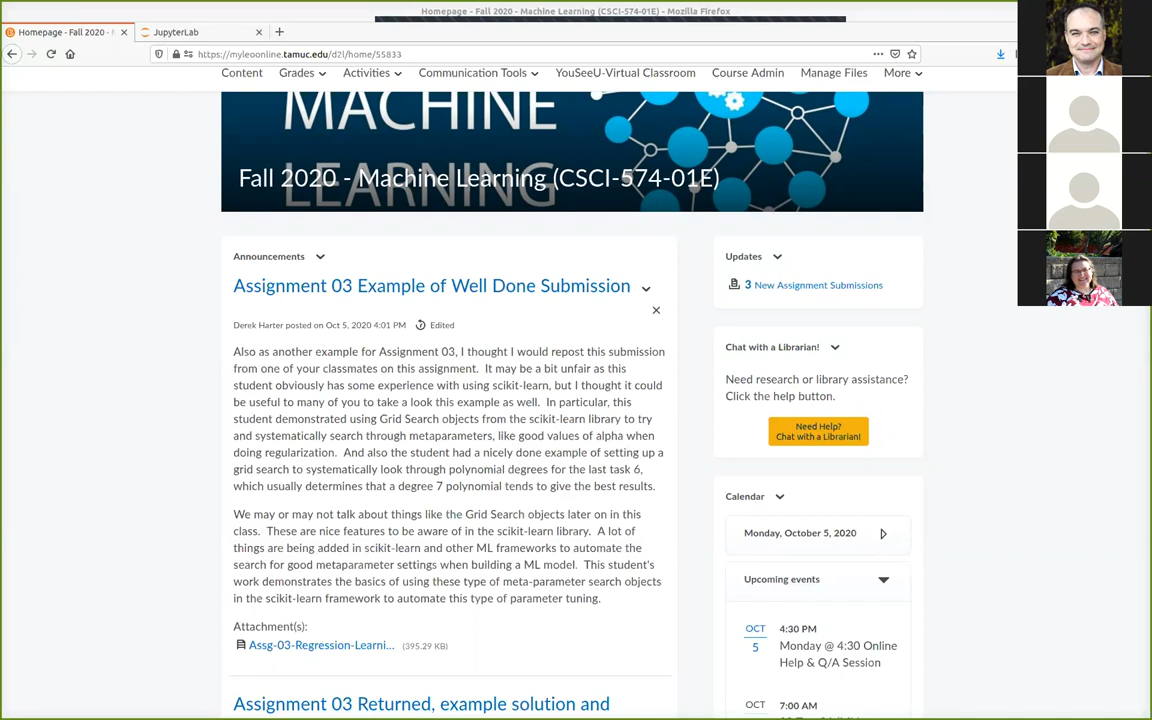 Homepage - Fall 2020 - Machine Learning (CSCI-574-01E) - Mozilla Firefox
Homepage - Fall 2020 -
JupyterLab
https://myleoonline.tamuc.edu/d2l/home/55833
Content
Grades
Activities
Communication Tools
YouSeeU-Virtual Classroom
Course Admin
Manage Files
More
MACHINE
LEARNING
Fall 2020 - Machine Learning (CSCI-574-01E)
Announcements
Assignment 03 Example of Well Done Submission
Derek Harter posted on Oct 5, 2020 4:01 PM Edited
Also as another example for Assignment 03, I thought I would repost this submission
from one of your classmates on this assignment. It may be a bit unfair as this
student obviously has some experience with using scikit-learn, but I thought it could
be useful to many of you to take a look this example as well. In particular, this
student demonstrated using Grid Search objects from the scikit-learn library to try
and systematically search through metaparameters, like good values of alpha when
doing regularization. And also the student had a nicely done example of setting up a
grid search to systematically look through polynomial degrees for the last task 6,
which usually determines that a degree 7 polynomial tends to give the best results.
We may or may not talk about things like the Grid Search objects later on in this
class. These are nice features to be aware of in the scikit-learn library. A lot of
things are being added in scikit-learn and other ML frameworks to automate the
search for good metaparameter settings when building a ML model. This student's
work demonstrates the basics of using these type of meta-parameter search objects
in the scikit-learn framework to automate this type of parameter tuning.
Attachment(s):
Assg-03-Regression-Learni... (395.29 KB)
Assignment 03 Returned, example solution and
Updates
3 New Assignment Submissions
Chat with a Librarian!
Need research or library assistance?
Click the help button.
Need Help?
Chat with a Librarian!
Calendar
Monday, October 5, 2020
Upcoming events
OCT
5
4:30 PM
Monday @ 4:30 Online
Help & Q/A Session
OCT
7:00 AM